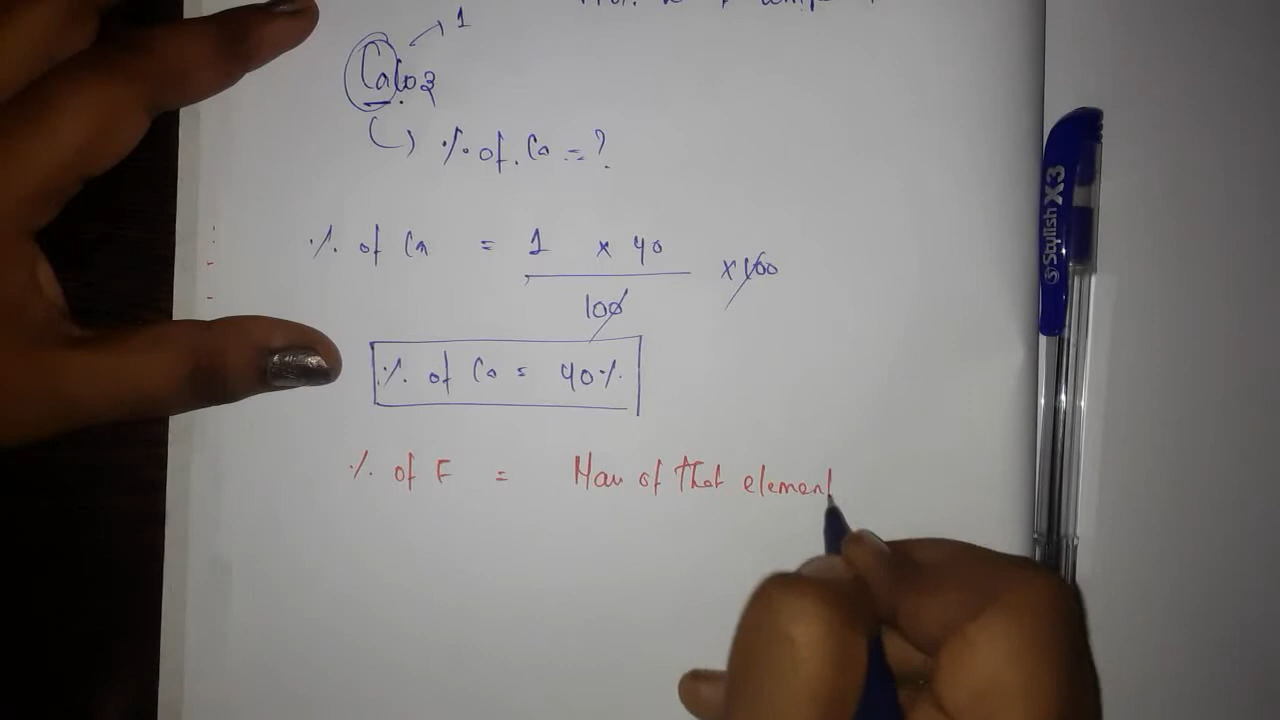 1
CaCo3
% of. Ca = ?
% of Ca = 1 × 40
100
×100
% of Ca = 40%
% of E = Mass of that element
Stylish X3